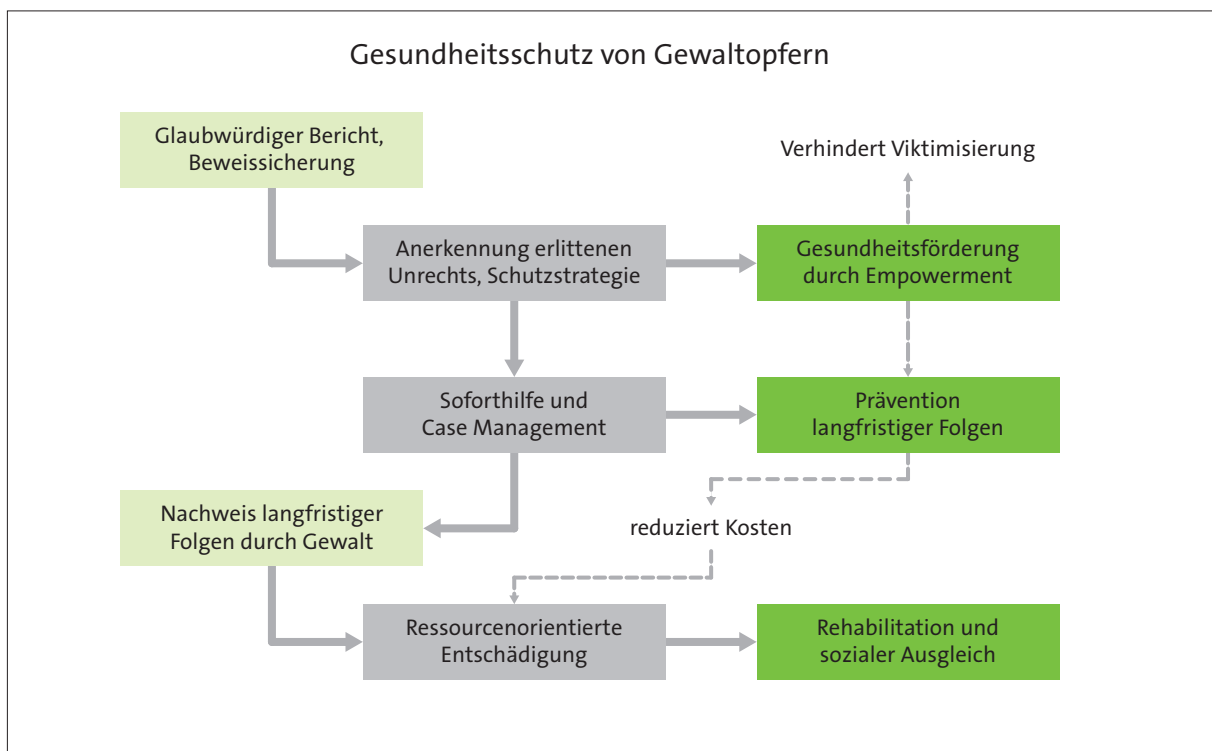 Gesundheitsschutz von Gewaltopfern
Glaubwürdiger Bericht,
Beweissicherung
Verhindert Viktimisierung
Anerkennung erlittenen
Unrechts, Schutzstrategie
Gesundheitsförderung
durch Empowerment
Soforthilfe und
Case Management
Prävention
langfristiger Folgen
Nachweis langfristiger
Folgen durch Gewalt
reduziert Kosten
Ressourcenorientierte
Entschädigung
Rehabilitation und
sozialer Ausgleich